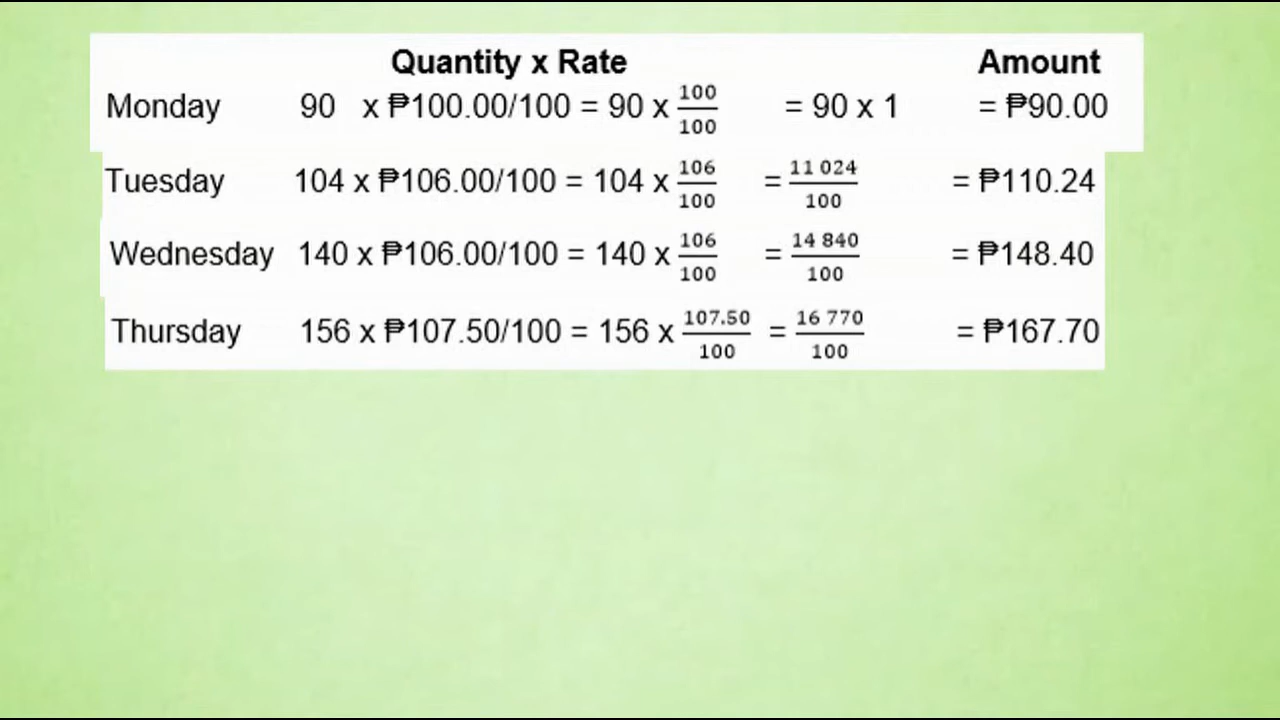 Quantity x Rate Amount
Monday 90 x ₱100.00/100 = 90 x 100/100 = 90 x 1 = ₱90.00
Tuesday 104 x ₱106.00/100 = 104 x 106/100 = 11 024/100 = ₱110.24
Wednesday 140 x ₱106.00/100 = 140 x 106/100 = 14 840/100 = ₱148.40
Thursday 156 x ₱107.50/100 = 156 x 107.50/100 = 16 770/100 = ₱167.70